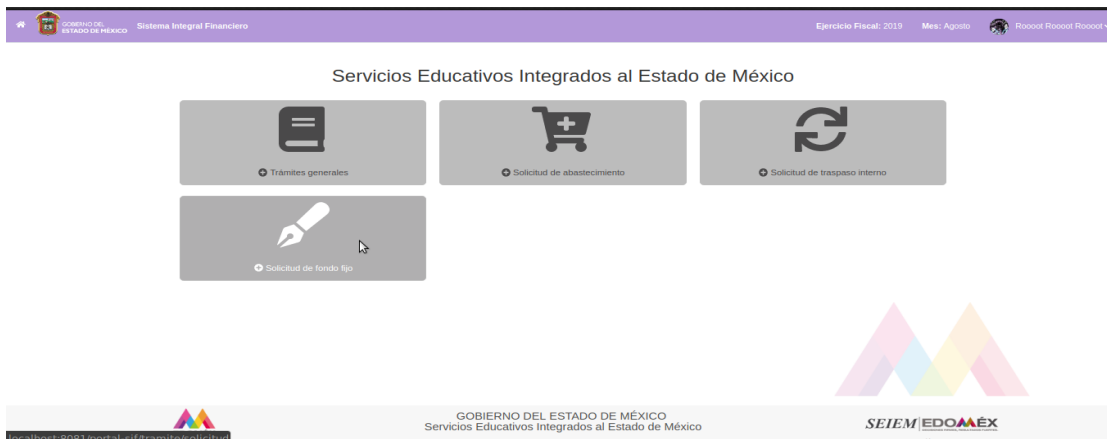 GOBIERNO DEL
ESTADO DE MÉXICO
Sistema Integral Financiero
Ejercicio Fiscal: 2019 Mes: Agosto Roooot Roooot Roooot
Servicios Educativos Integrados al Estado de México
Trámites generales
Solicitud de abastecimiento
Solicitud de traspaso interno
Solicitud de fondo fijo
GOBIERNO DEL ESTADO DE MÉXICO
Servicios Educativos Integrados al Estado de México
SEIEM EDOMÉX
localhost:8081/portal-sif/tramite/solicitud